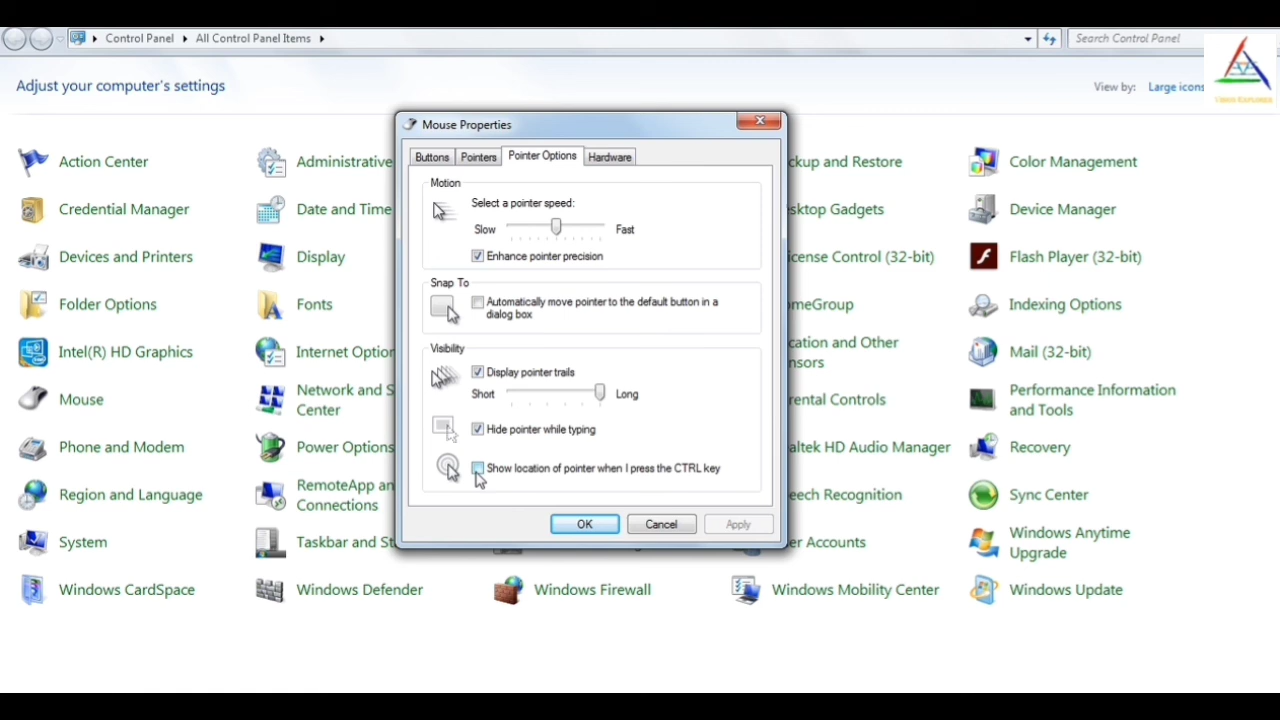 Control Panel
All Control Panel Items
Search Control Panel
Adjust your computer's settings
View by:
Large icons
Mouse Properties
Buttons
Pointers
Pointer Options
Hardware
Motion
Select a pointer speed:
Slow
Fast
Enhance pointer precision
Snap To
Automatically move pointer to the default button in a
dialog box
Visibility
Display pointer trails
Short
Long
Hide pointer while typing
Show location of pointer when I press the CTRL key
OK
Cancel
Apply
Action Center
Administrative
ckup and Restore
Color Management
Credential Manager
Date and Time
sktop Gadgets
Device Manager
Devices and Printers
Display
icense Control (32-bit)
Flash Player (32-bit)
Folder Options
Fonts
meGroup
Indexing Options
Intel(R) HD Graphics
Internet Option
cation and Other
nsors
Mail (32-bit)
Mouse
Network and S
Center
rental Controls
Performance Information
and Tools
Phone and Modem
Power Options
altek HD Audio Manager
Recovery
Region and Language
RemoteApp an
Connections
eech Recognition
Sync Center
System
Taskbar and St
er Accounts
Windows Anytime
Upgrade
Windows CardSpace
Windows Defender
Windows Firewall
Windows Mobility Center
Windows Update